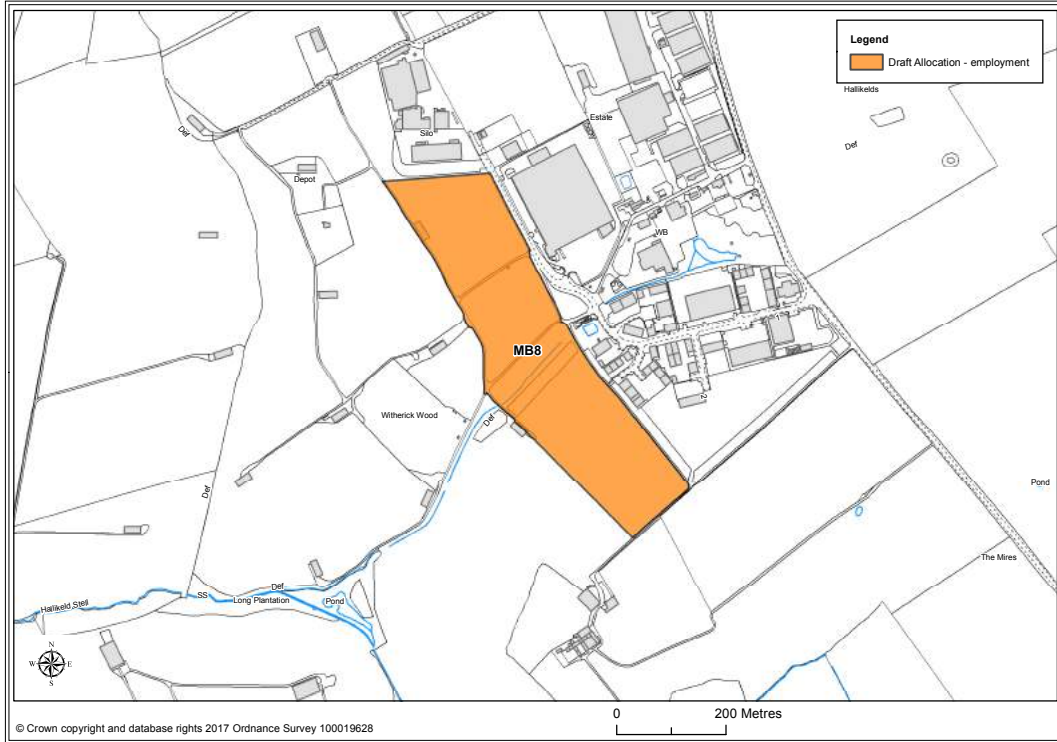 Legend
Draft Allocation - employment
Hallikelds
Estate
Def
Silo
Def
Depot
WB
1
MB8
2
Witherick Wood
Def
Def
Pond
The Mires
Def
SS
Long Plantation
Pond
Hallikeld Stell
N
W E
S
0 200 Metres
© Crown copyright and database rights 2017 Ordnance Survey 100019628